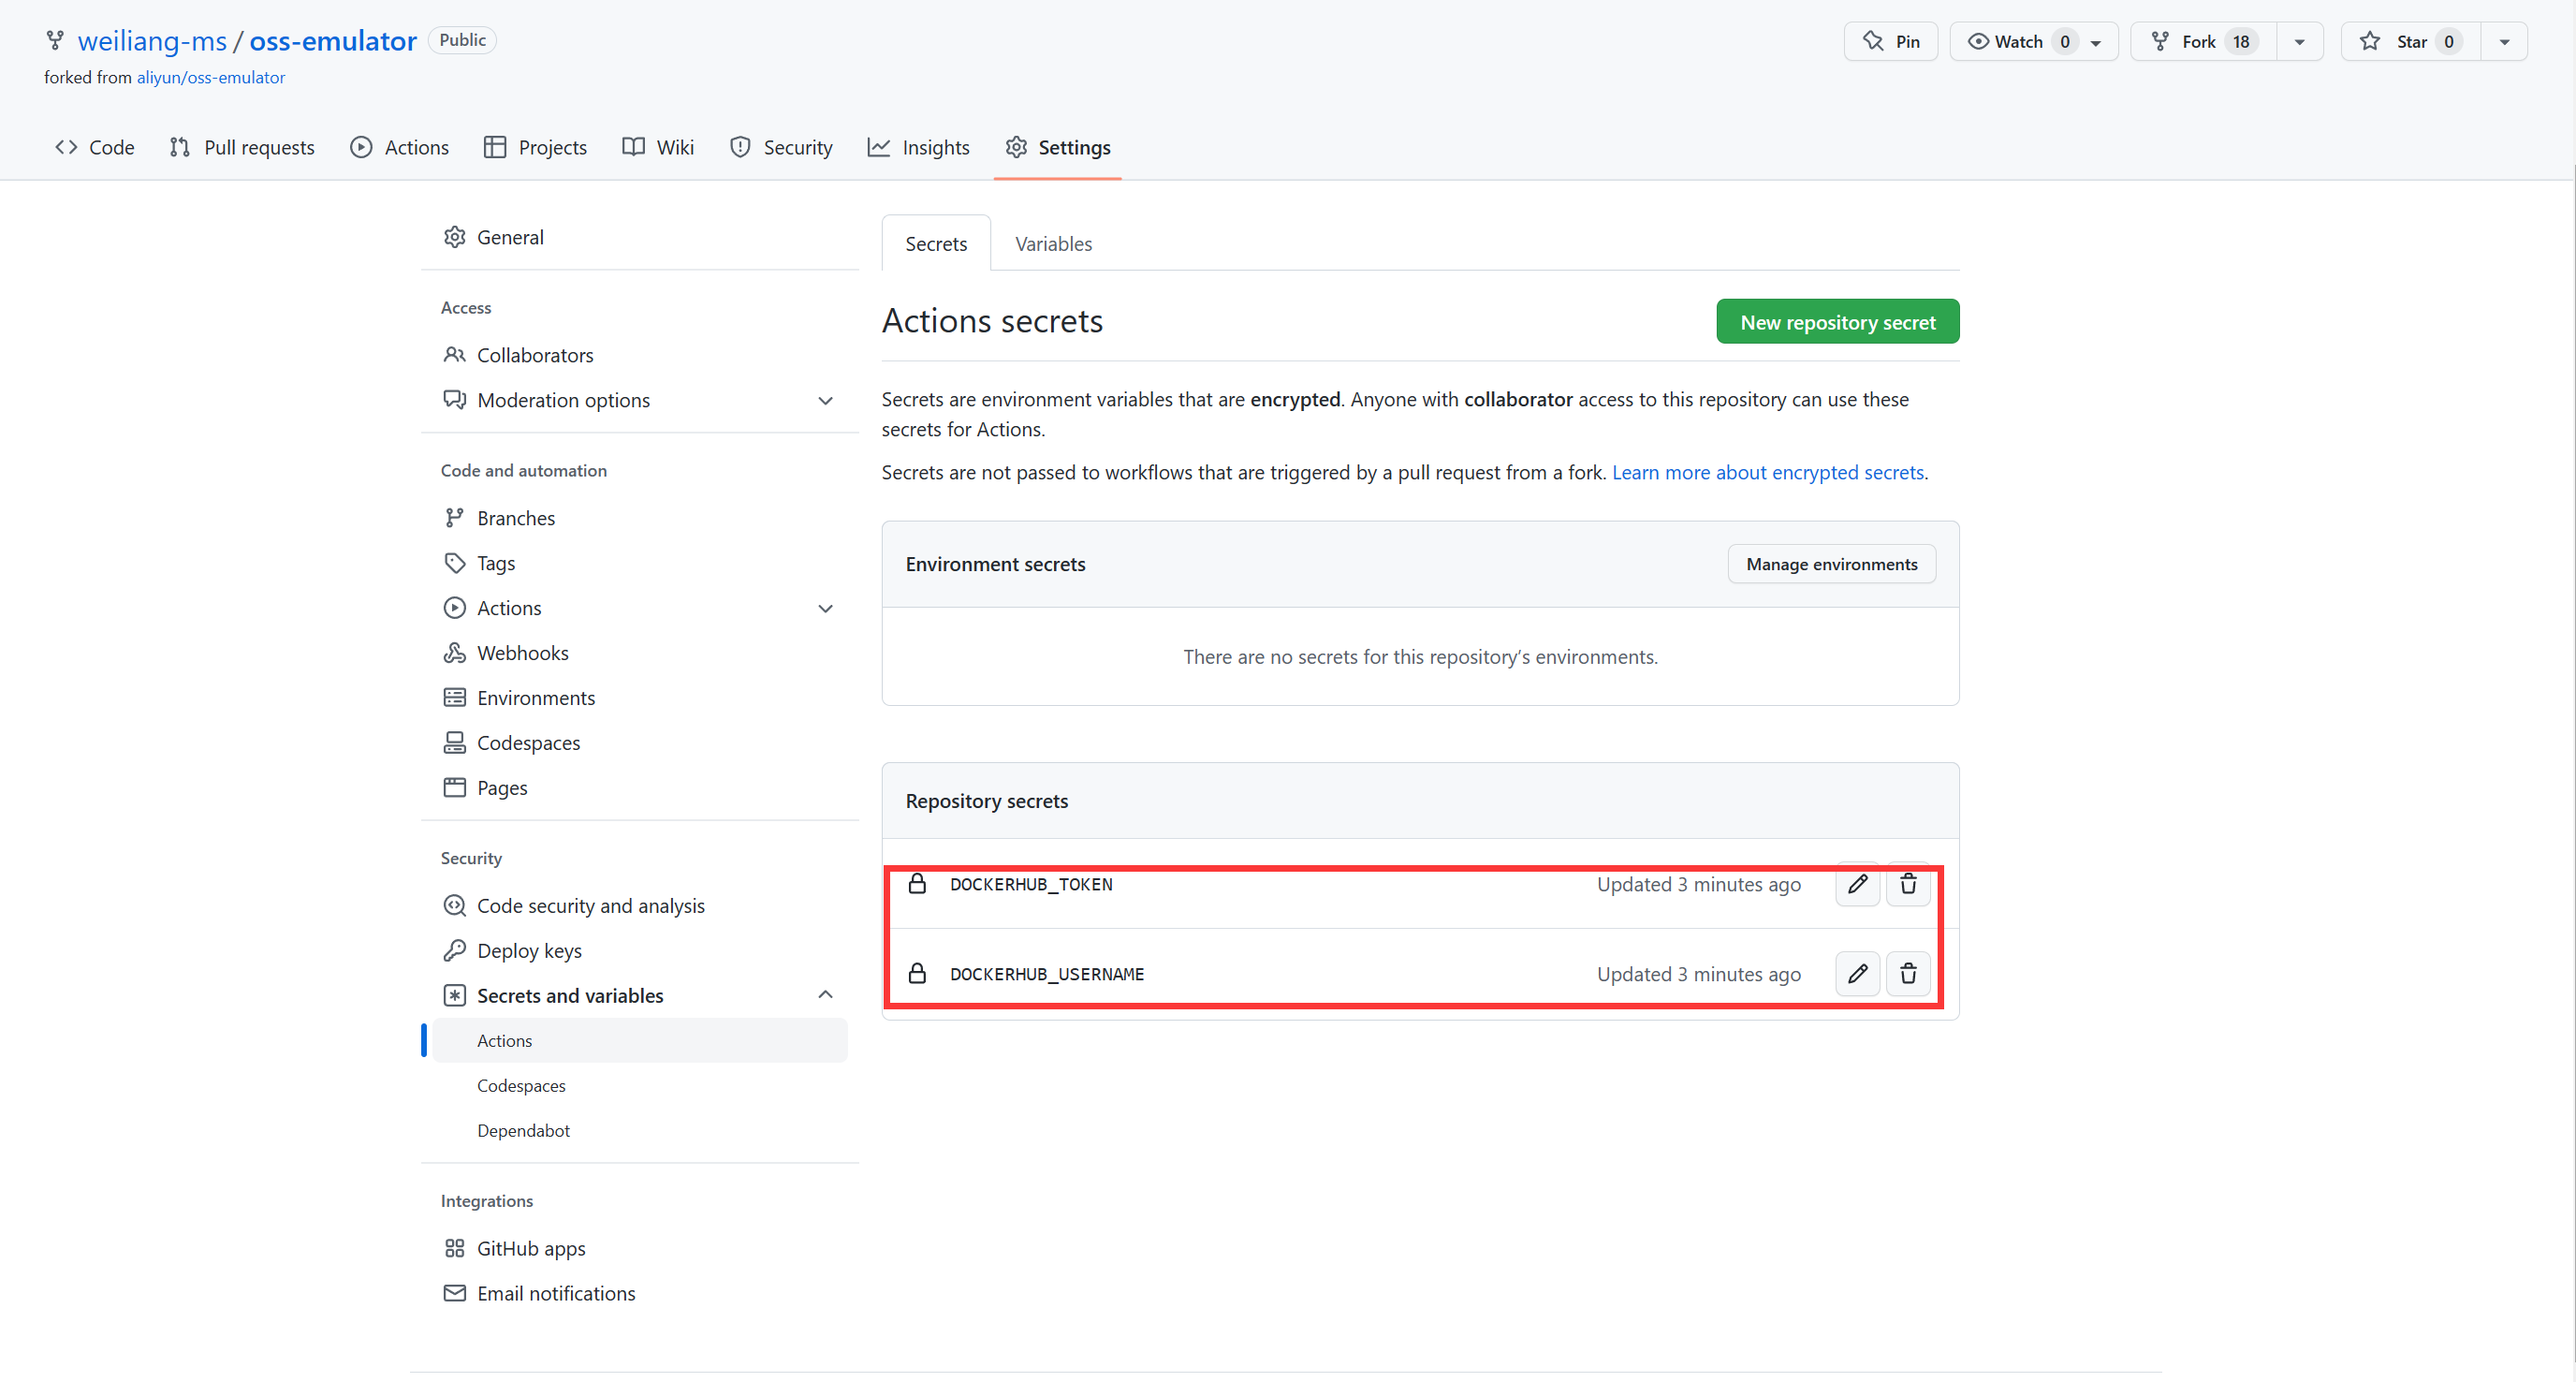 weiliang-ms / oss-emulator Public
forked from aliyun/oss-emulator
Pin
Watch 0
Fork 18
Star 0
Code
Pull requests
Actions
Projects
Wiki
Security
Insights
Settings
General
Access
Collaborators
Moderation options
Code and automation
Branches
Tags
Actions
Webhooks
Environments
Codespaces
Pages
Security
Code security and analysis
Deploy keys
Secrets and variables
Actions
Codespaces
Dependabot
Integrations
GitHub apps
Email notifications
Secrets
Variables
Actions secrets
New repository secret
Secrets are environment variables that are encrypted. Anyone with collaborator access to this repository can use these
secrets for Actions.
Secrets are not passed to workflows that are triggered by a pull request from a fork. Learn more about encrypted secrets.
Environment secrets
Manage environments
There are no secrets for this repository’s environments.
Repository secrets
DOCKERHUB_TOKEN
Updated 3 minutes ago
DOCKERHUB_USERNAME
Updated 3 minutes ago